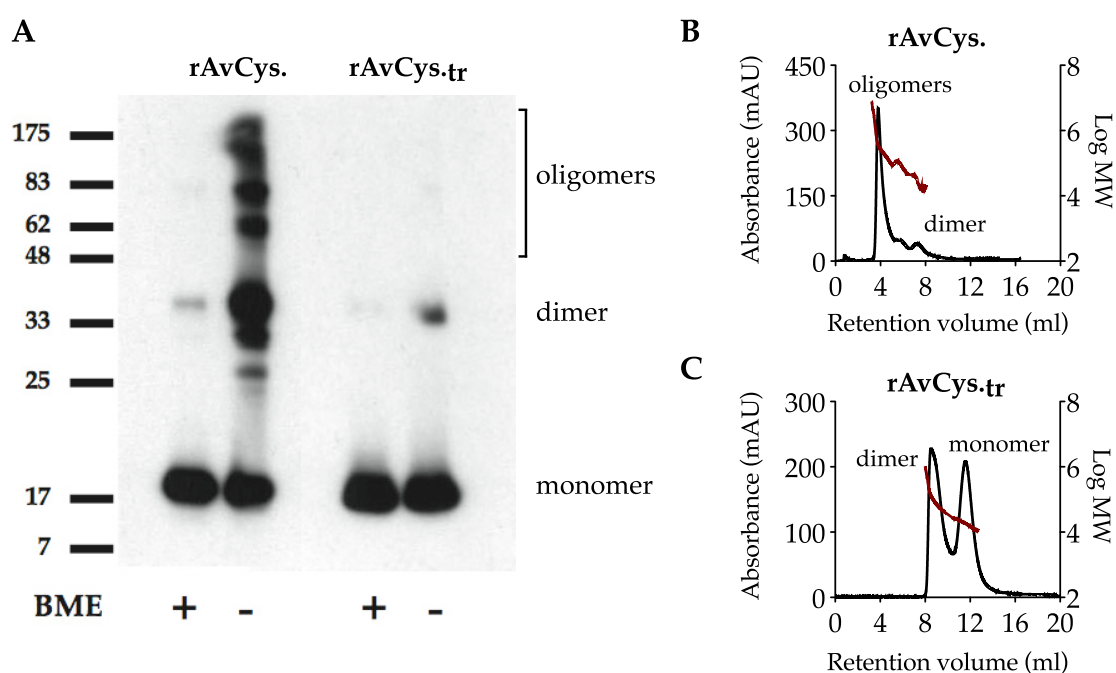 A
rAvCys. rAvCys.tr
175
83
62
48
33
25
17
7
oligomers
dimer
monomer
BME + - + -
B
rAvCys.
Absorbance (mAU)
450
300
150
0
oligomers
dimer
8
6
4
2
Log MW
0 4 8 12 16 20
Retention volume (ml)
C
rAvCys.tr
Absorbance (mAU)
300
200
100
0
dimer
monomer
8
6
4
2
Log MW
0 4 8 12 16 20
Retention volume (ml)